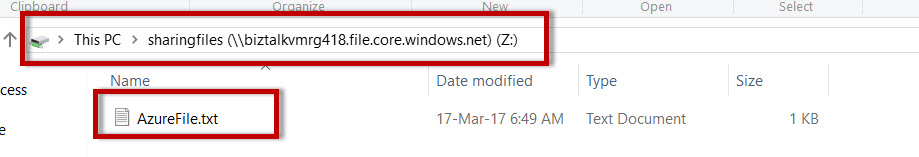 Clipboard Organize New Open Select
This PC > sharingfiles (\\biztalkvmrg418.file.core.windows.net) (Z:)
Name Date modified Type Size
cess
AzureFile.txt 17-Mar-17 6:49 AM Text Document 1 KB
e